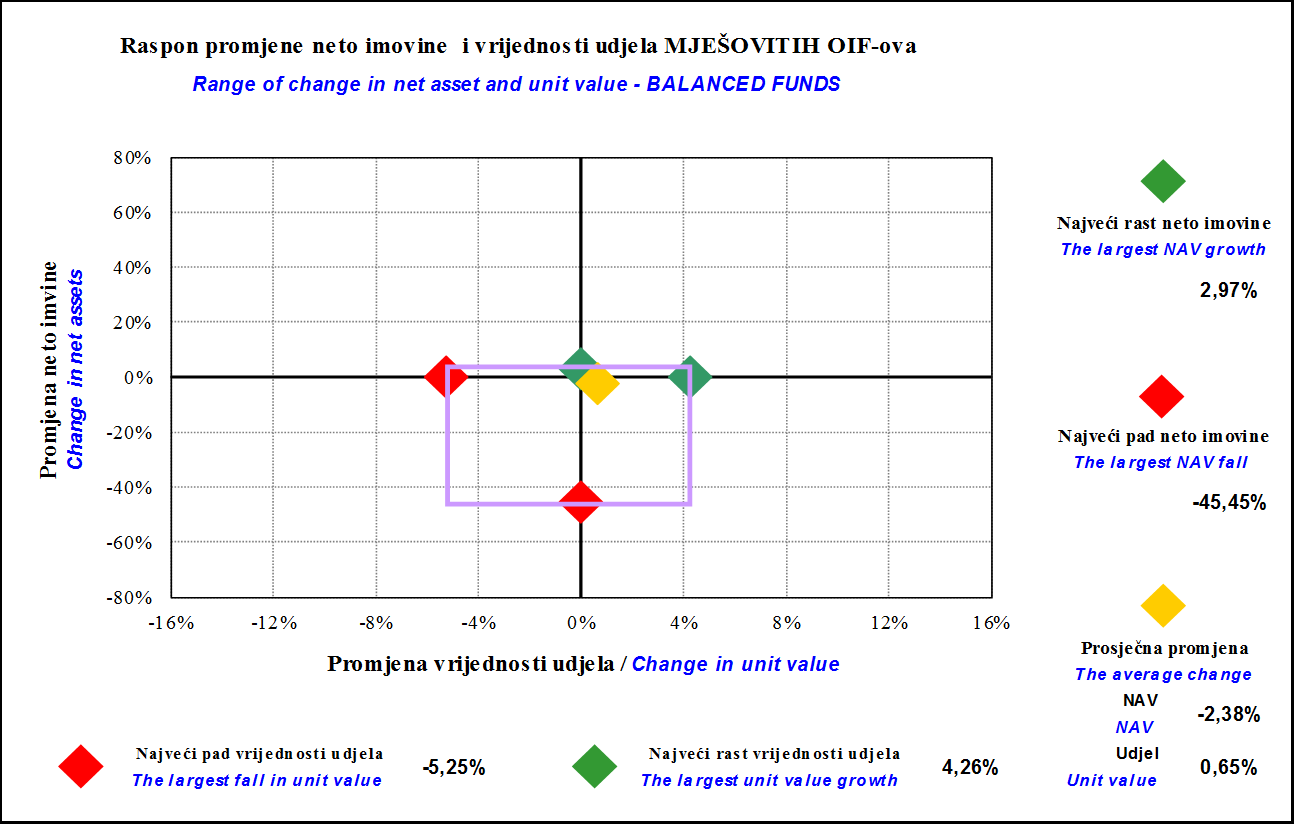 Raspon promjene neto imovine i vrijednosti udjela MJEŠOVITIH OIF-ova
Range of change in net asset and unit value - BALANCED FUNDS
Promjena neto imvine
Change in net assets
80%
60%
40%
20%
0%
-20%
-40%
-60%
-80%
-16%
-12%
-8%
-4%
0%
4%
8%
12%
16%
Promjena vrijednosti udjela / Change in unit value
Najveći rast neto imovine
The largest NAV growth
2,97%
Najveći pad neto imovine
The largest NAV fall
-45,45%
Prosječna promjena
The average change
NAV
NAV
-2,38%
Udjel
Unit value
0,65%
Najveći pad vrijednosti udjela
The largest fall in unit value
-5,25%
Najveći rast vrijednosti udjela
The largest unit value growth
4,26%